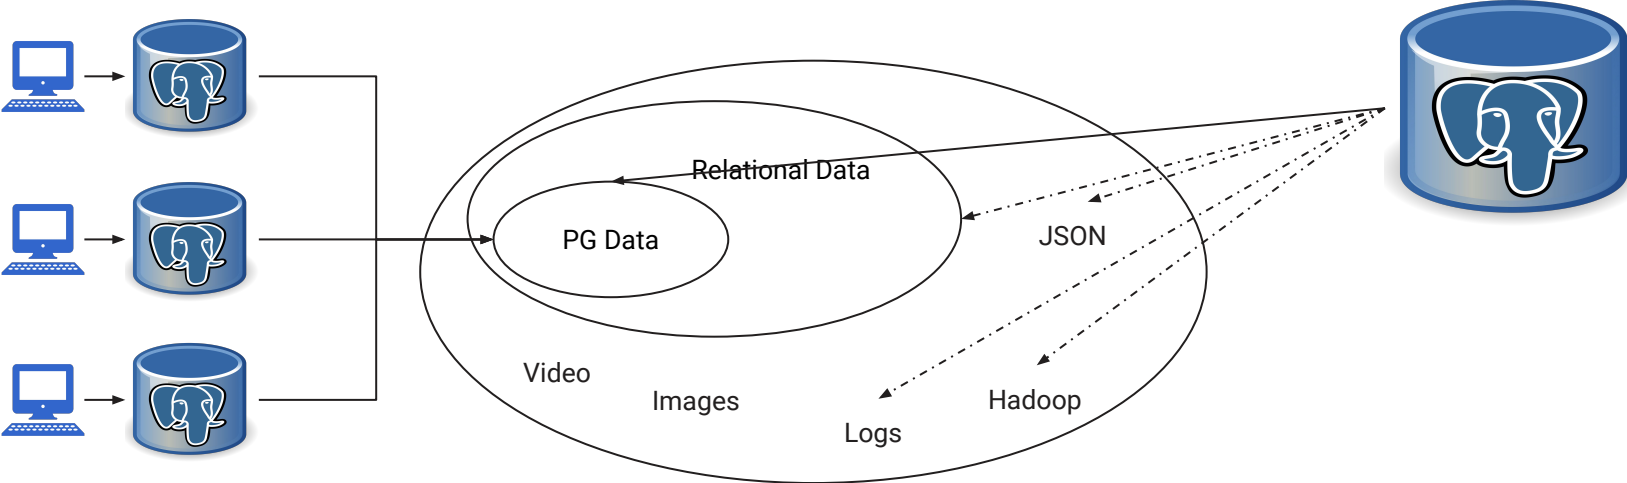 Relational Data
PG Data
JSON
Video
Images
Hadoop
Logs